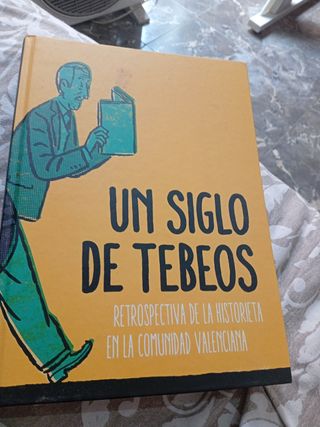 UN SIGLO
DE TEBEOS
RETROSPECTIVA DE LA HISTORIETA
EN LA COMUNIDAD VALENCIANA